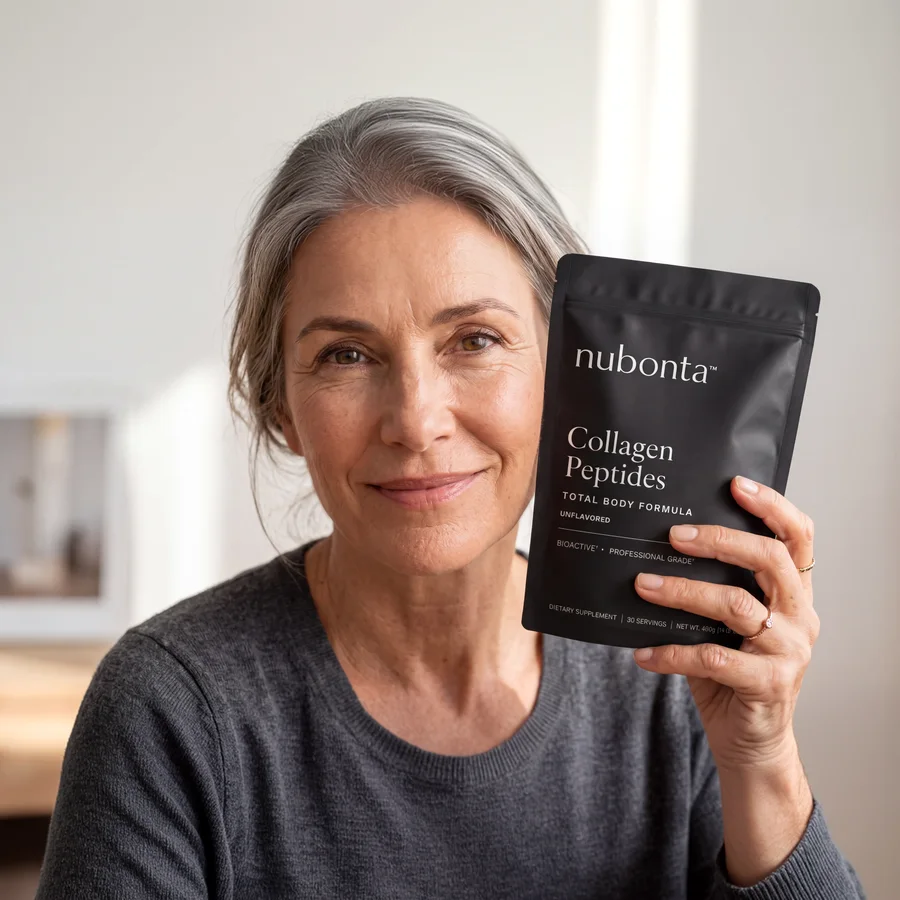 nubonta™
Collagen
Peptides
TOTAL BODY FORMULA
UNFLAVORED
BIOACTIVE⁺ • PROFESSIONAL GRADE⁺
DIETARY SUPPLEMENT | 30 SERVINGS | NET WT.